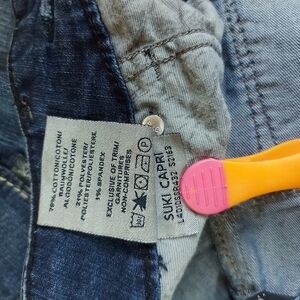 78% COTTON/COTON/
BAUMWOLLE/
ALGODON/COTONE
21% POLYESTER/
POLIESTER/POLIESTERE
1% SPANDEX
EXCLUSIVE OF TRIM/
GARNITURES
NON-COMPRISES
P
SUKI CAPRI